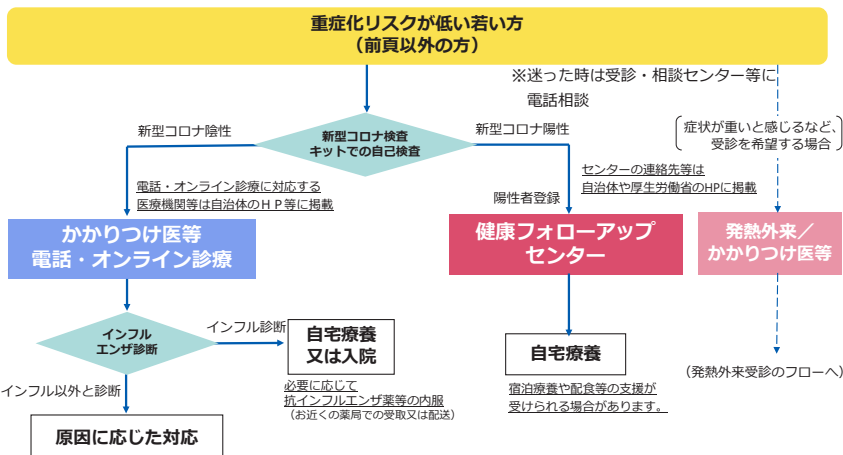 重症化リスクが低い若い方
（前頁以外の方）
※迷った時は受診・相談センター等に
電話相談
新型コロナ陰性
新型コロナ検査
キットでの自己検査
新型コロナ陽性
症状が重いと感じるなど、
受診を希望する場合
電話・オンライン診療に対応する
医療機関等は自治体のＨＰ等に掲載
センターの連絡先等は
自治体や厚生労働省のHPに掲載
陽性者登録
かかりつけ医等
電話・オンライン診療
健康フォローアップ
センター
発熱外来／
かかりつけ医等
インフル
エンザ診断
インフル診断
自宅療養
又は入院
自宅療養
（発熱外来受診のフローへ）
インフル以外と診断
必要に応じて
抗インフルエンザ薬等の内服
（お近くの薬局での受取又は配送）
宿泊療養や配食等の支援が
受けられる場合があります。
原因に応じた対応